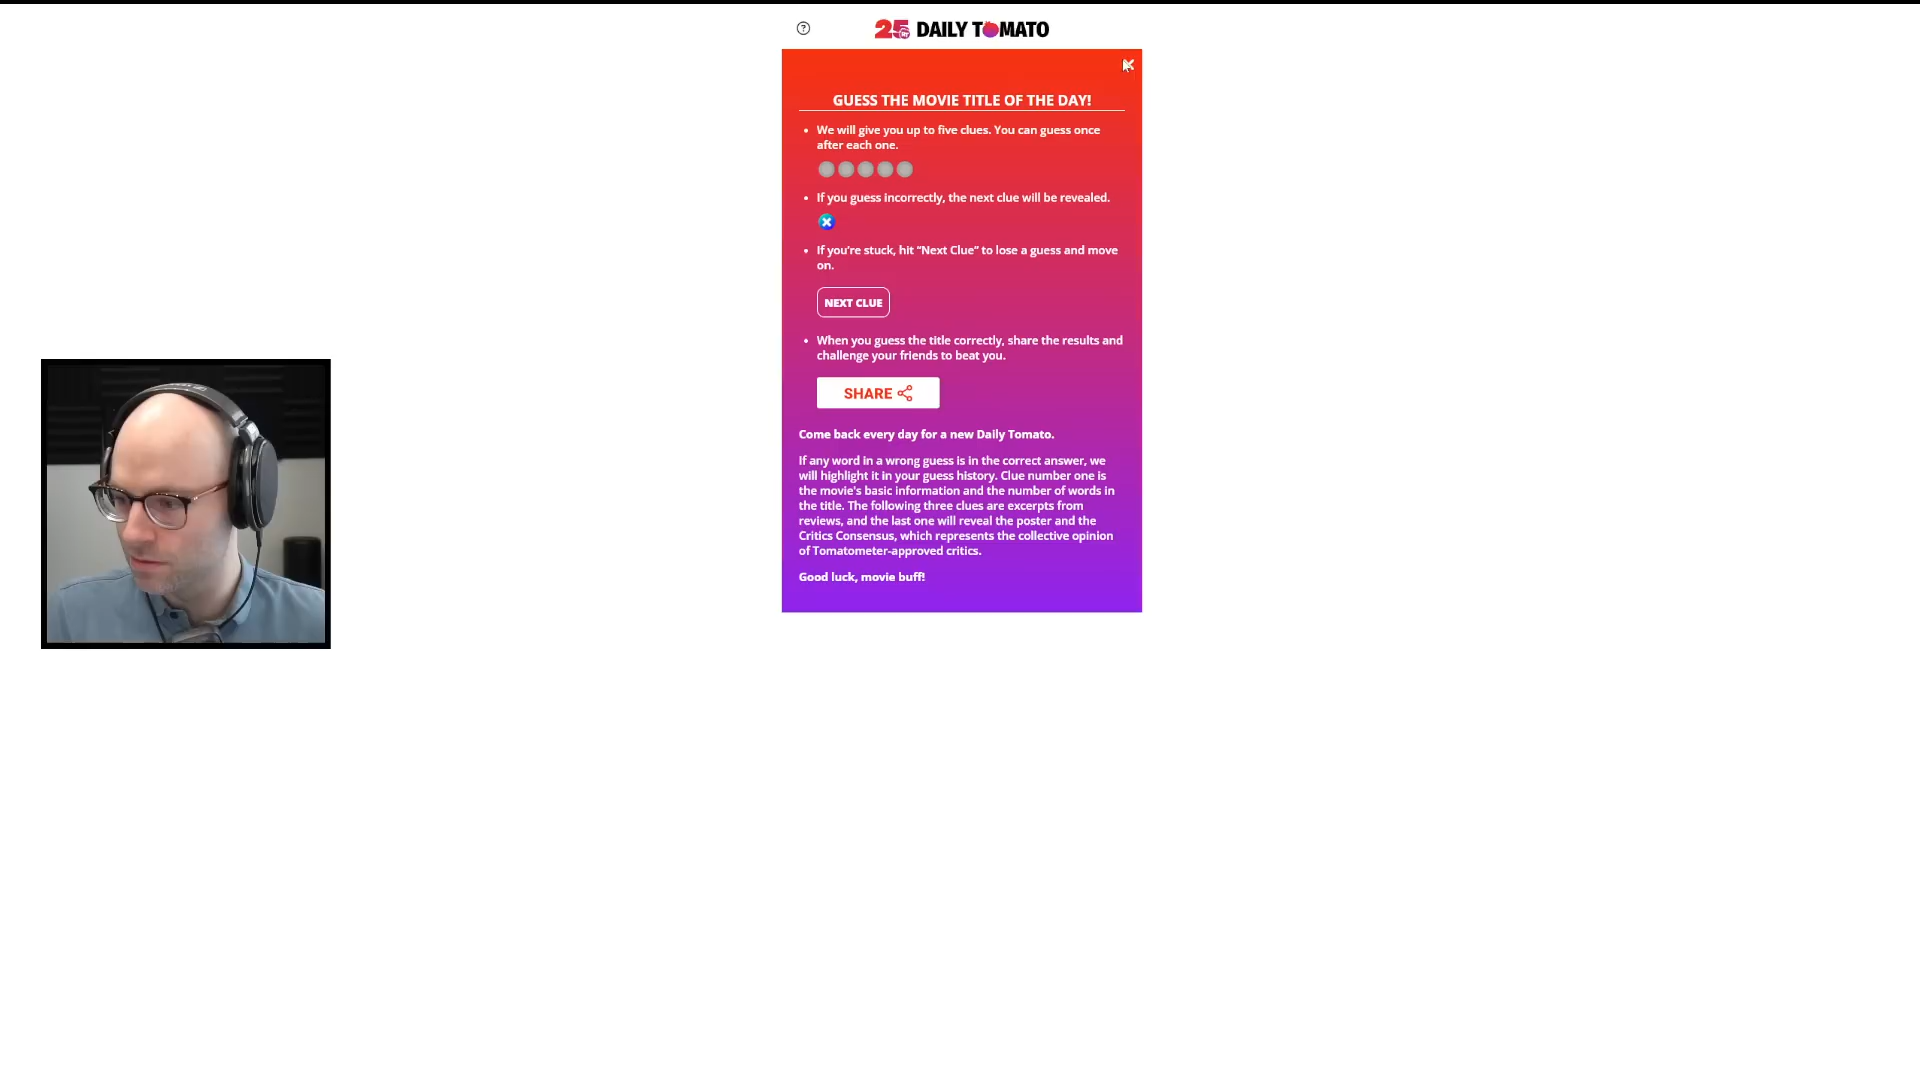 25 DAILY TOMATO
GUESS THE MOVIE TITLE OF THE DAY!
• We will give you up to five clues. You can guess once
after each one.
• If you guess incorrectly, the next clue will be revealed.
• If you’re stuck, hit “Next Clue” to lose a guess and move
on.
NEXT CLUE
• When you guess the title correctly, share the results and
challenge your friends to beat you.
SHARE
Come back every day for a new Daily Tomato.
If any word in a wrong guess is in the correct answer, we
will highlight it in your guess history. Clue number one is
the movie's basic information and the number of words in
the title. The following three clues are excerpts from
reviews, and the last one will reveal the poster and the
Critics Consensus, which represents the collective opinion
of Tomatometer-approved critics.
Good luck, movie buff!